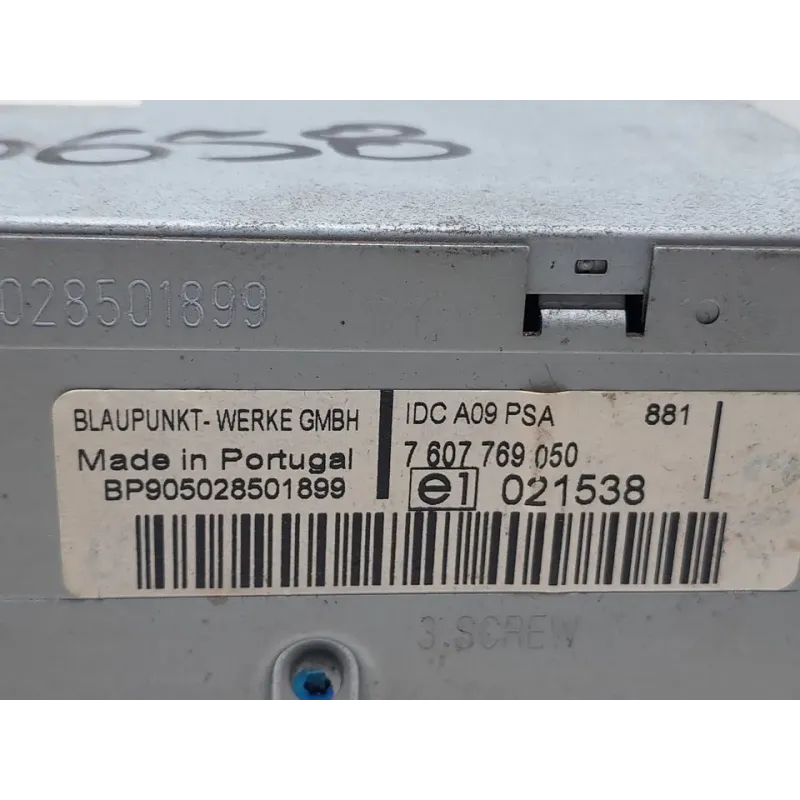 658
028501899
BLAUPUNKT- WERKE GMBH
Made in Portugal
BP905028501899
IDC A09 PSA 881
7 607 769 050
e1 021538
3.SCREW